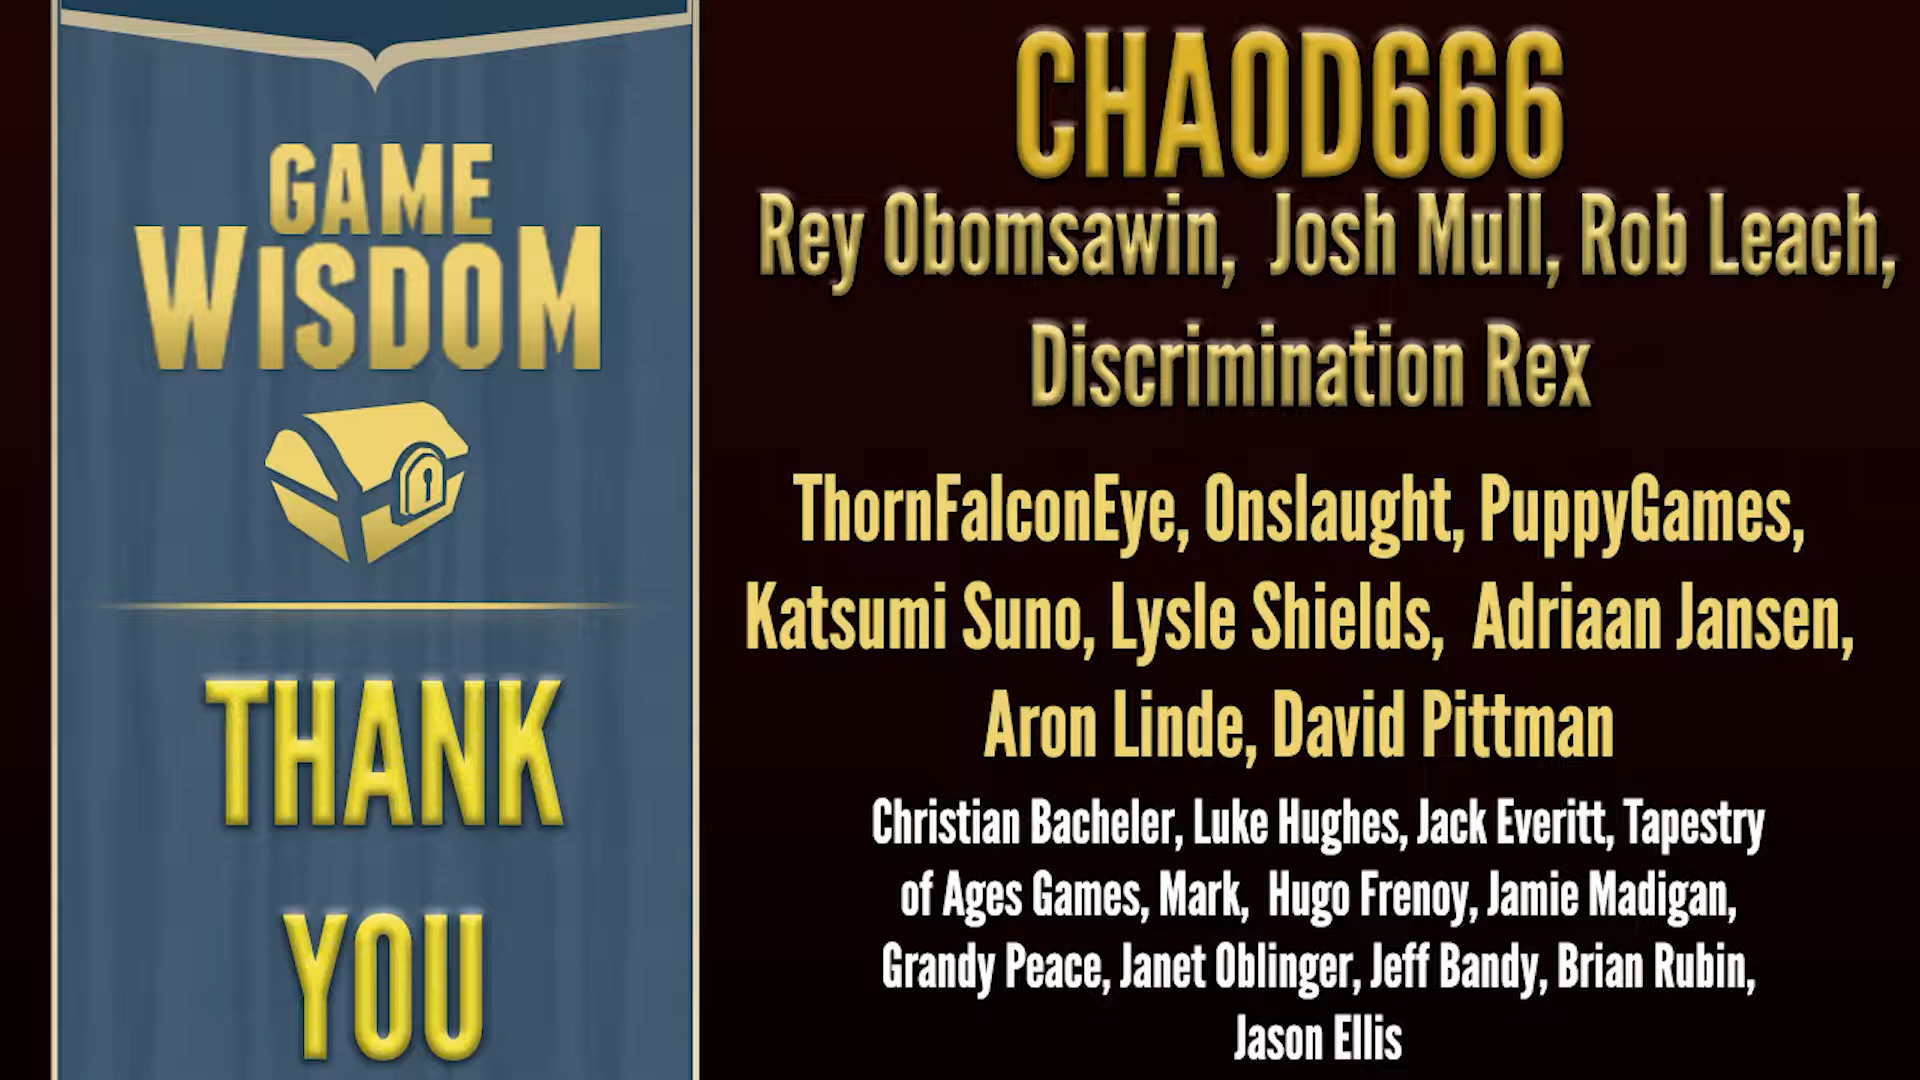 GAME
WISDOM
THANK
YOU
CHAOD666
Rey Obomsawin, Josh Mull, Rob Leach,
Discrimination Rex
ThornFalconEye, Onslaught, PuppyGames,
Katsumi Suno, Lysle Shields, Adriaan Jansen,
Aron Linde, David Pittman
Christian Bacheler, Luke Hughes, Jack Everitt, Tapestry
of Ages Games, Mark, Hugo Frenoy, Jamie Madigan,
Grandy Peace, Janet Oblinger, Jeff Bandy, Brian Rubin,
Jason Ellis